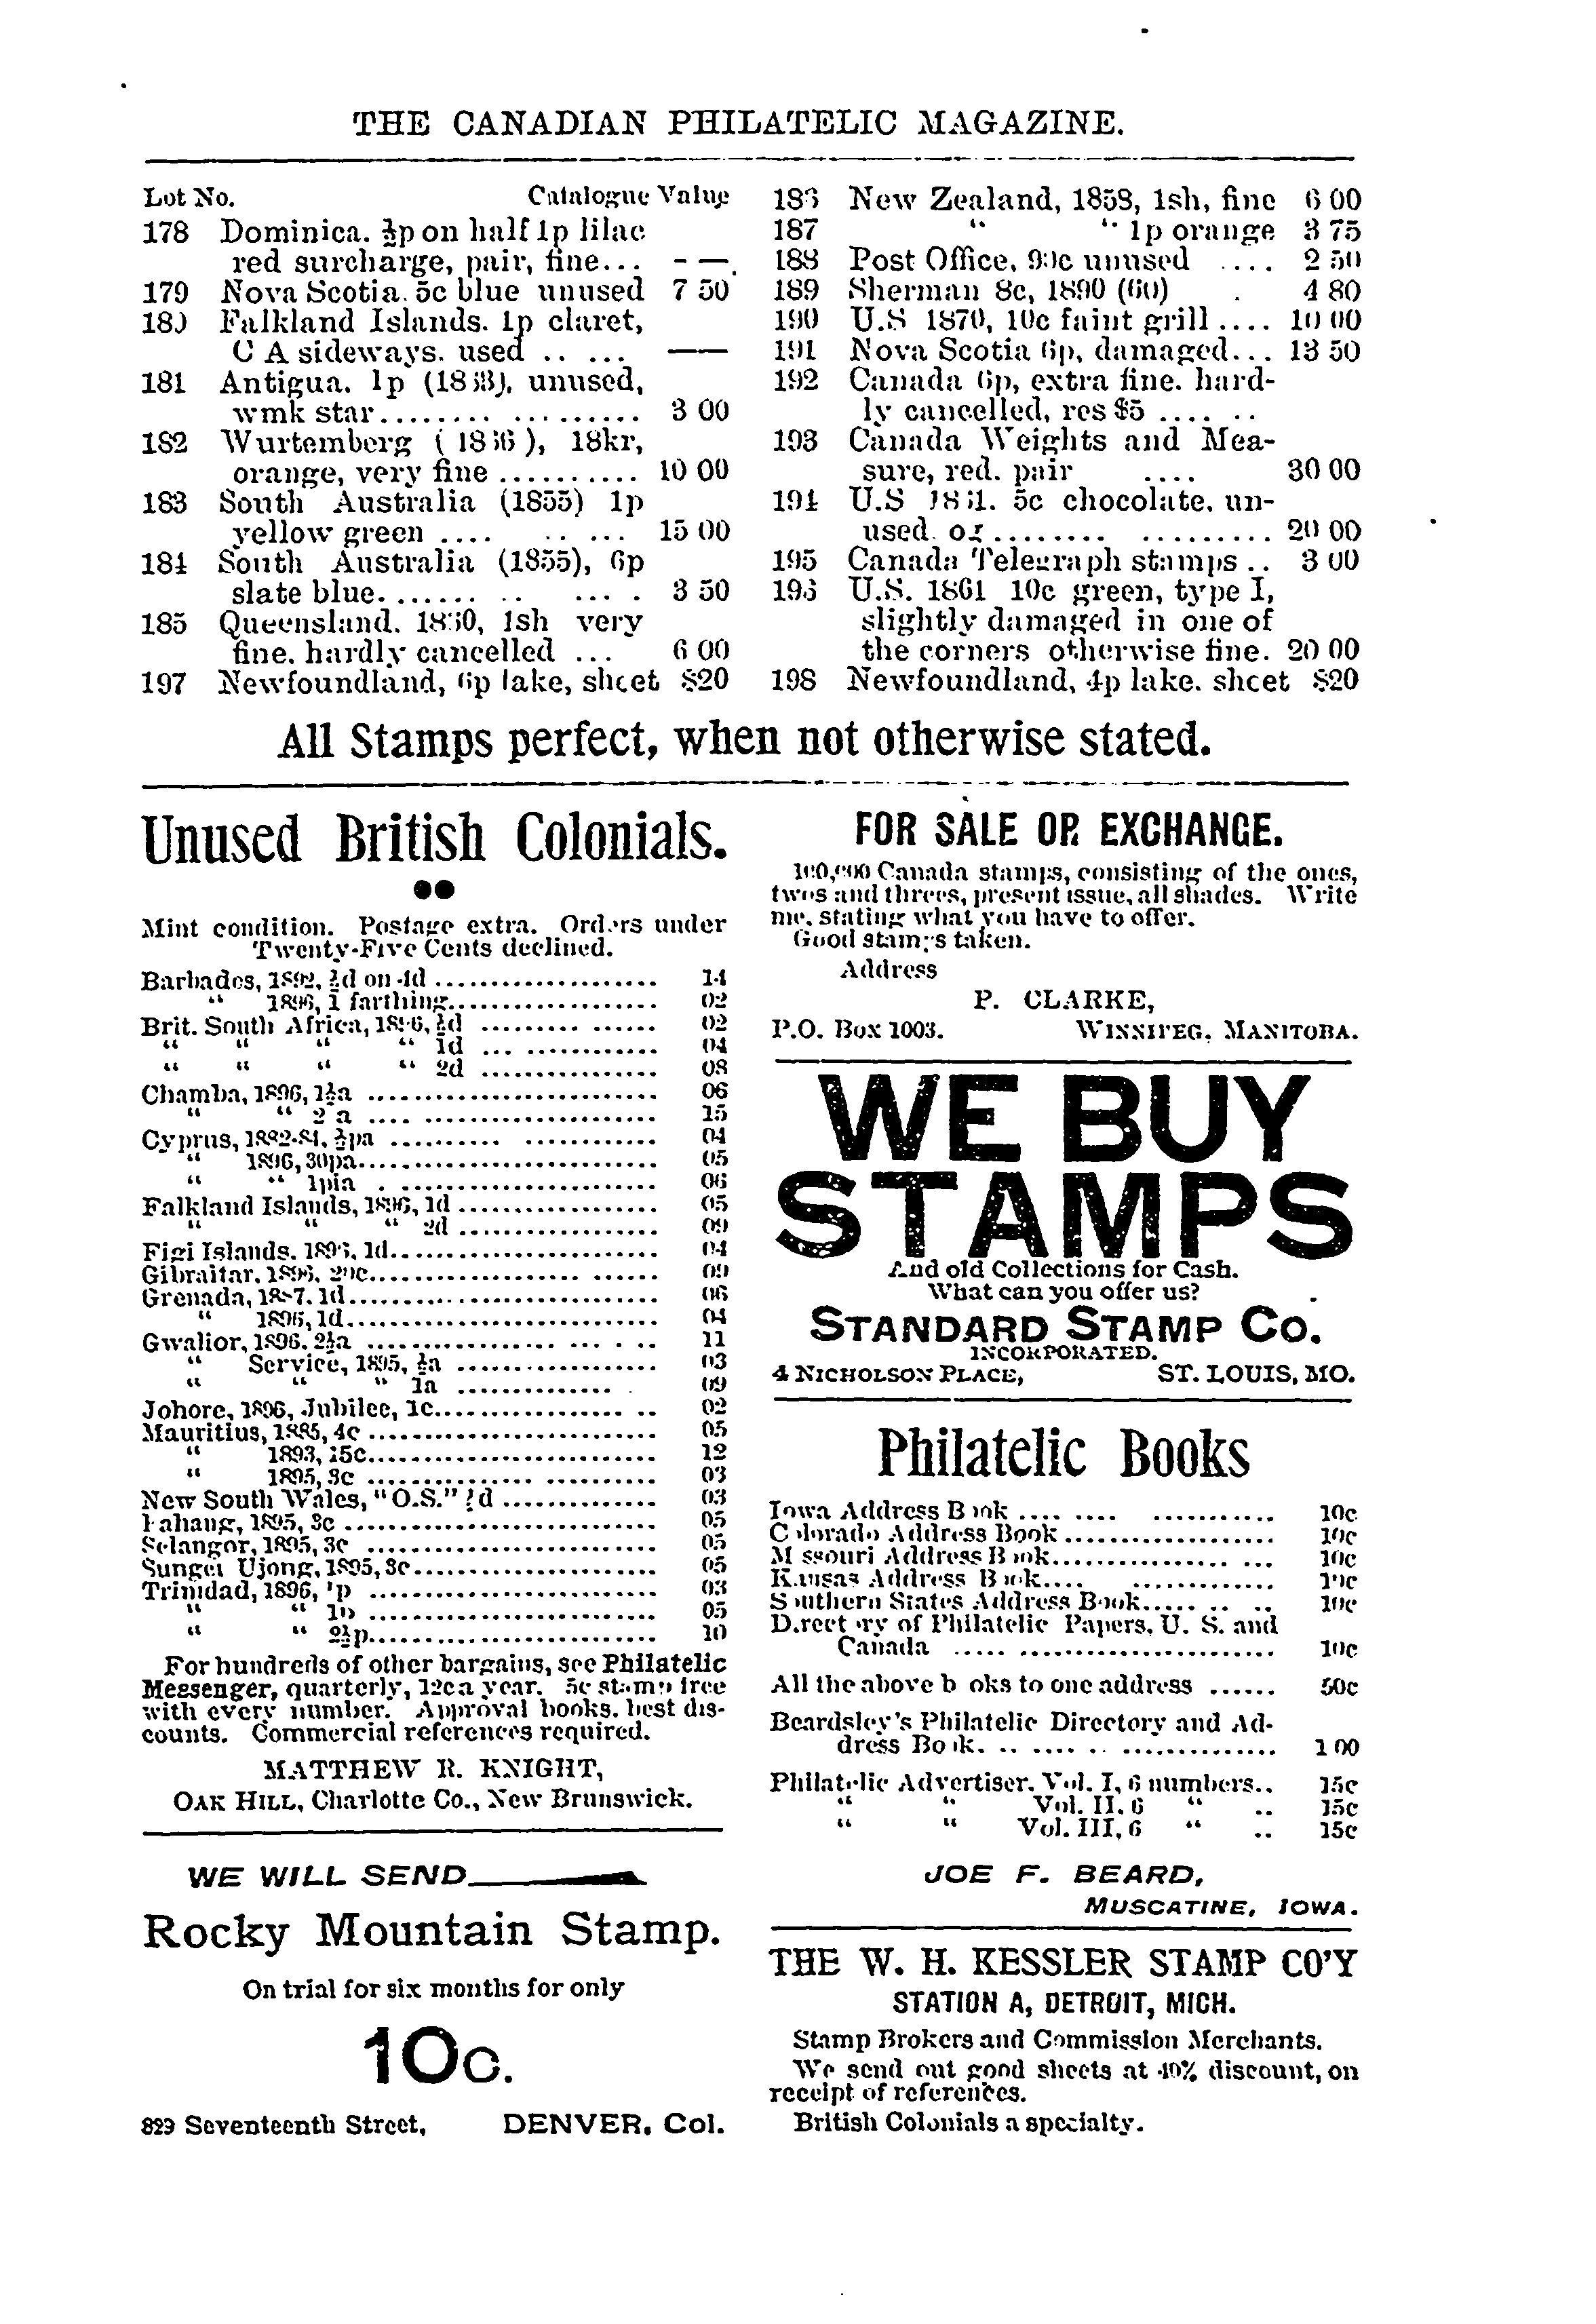 THE CANADIAN PHILATELIC MAGAZINE.
Lot No. Catalogue Value
178 Dominica. ½p on half 1p lilac
red surcharge, pair, fine... - —.
179 Nova Scotia. 5c blue unused 7 50
180 Falkland Islands. 1p claret,
C A sideways. used .. ... ——
181 Antigua. 1p (1863), unused,
wmk star........ .......... 3 00
182 Wurtemberg ( 1866 ), 18kr,
orange, very fine .......... 10 00
183 South Australia (1855) 1p
yellow green .... .. ... 15 00
184 South Australia (1855), 6p
slate blue....... .. ... . 3 50
185 Queensland. 1860, 1sh very
fine. hardly cancelled ... 6 00
197 Newfoundland, 6p lake, sheet $20
186 New Zealand, 1858, 1sh, fine 6 00
187 “ “ 1p orange 3 75
188 Post Office, 90c unused .... 2 50
189 Sherman 8c, 1890 (60) . 4 80
190 U.S 1870, 10c faint grill .... 10 00
191 Nova Scotia 6p, damaged... 13 50
192 Canada 6p, extra fine. hard-
ly cancelled, res $5 .... ..
193 Canada Weights and Mea-
sure, red. pair .... 30 00
194 U.S 1861. 5c chocolate, un-
used. og ........ ......... 20 00
195 Canada Telegraph stamps .. 3 00
196 U.S. 1861 10c green, type I,
slightly damaged in one of
the corners otherwise fine. 20 00
198 Newfoundland, 4p lake. sheet $20
All Stamps perfect, when not otherwise stated.
Unused British Colonials.
Mint condition. Postage extra. Orders under
Twenty-Five Cents declined.
Barbados, 1892, ½d on 4d .................... 14
“ 1896, 1 farthing................... 02
Brit. South Africa, 1896, ½d .......... ...... 02
“ “ “ “ 1d ... ............ 04
“ “ “ “ 2d ................ 08
Chamba, 1896, 1½a .......................... 06
“ “ 2 a .... ..................... 15
Cyprus, 1882-84, ½pa .......... ............ 04
“ 1896, 30pa........................... 05
“ “ 1pia . ....................... 06
Falkland Islands, 1896, 1d .................. 05
“ “ “ 2d .................. 09
Figi Islands. 1896, 1d........................ 04
Gibraltar, 1896. 20c.................... ...... 09
Grenada, 1887. 1d............................ 06
“ 1896, 1d............................ 04
Gwalior, 1896. 2½a .................. .. . .. 11
“ Service, 1895, ½a .................. 03
“ “ “ 1a .............. . 09
Johore, 1896, Jubilee, 1c................. .. 02
Mauritius, 1885, 4c .......................... 05
“ 1893, 15c.......................... 12
“ 1895, 3c ............... .......... 03
New South Wales, "O.S." ½d .............. 03
Pahang, 1895, 3c ............................ 05
Selangor, 1895, 3c .......................... 05
Sungei Ujong, 1895, 3c...................... 05
Trinidad, 1896, ½p .......................... 03
“ “ 1p .......................... 05
“ “ 2½p.......................... 10
For hundreds of other bargains, see Philatelic
Messenger, quarterly, 12c a year. 5c stamp free
with every number. Approval books. best dis-
counts. Commercial references required.
MATTHEW R. KNIGHT,
OAK HILL, Charlotte Co., New Brunswick.
WE WILL SEND
Rocky Mountain Stamp.
On trial for six months for only
10c.
829 Seventeenth Street, DENVER, Col.
FOR SALE OR EXCHANGE.
100,000 Canada stamps, consisting of the ones,
twos and threes, present issue, all shades. Write
me, stating what you have to offer.
Good stamps taken.
Address
P. CLARKE,
P.O. Box 1003. WINNIPEG, MANITOBA.
WE BUY
STAMPS
And old Collections for Cash.
What can you offer us?
STANDARD STAMP CO.
INCORPORATED.
4 NICHOLSON PLACE, ST. LOUIS, MO.
Philatelic Books
Iowa Address Book .... .... ........... 10c
Colorado Address Book ................... 10c
Missouri Address Book................ ... 10c
Kansas Address Book.... ............. 10c
Southern States Address Book...... .. .. 10c
Directory of Philatelic Papers, U. S. and
Canada ..... ....................... 10c
All the above books to one address ...... 50c
Beardsley's Philatelic Directory and Ad-
dress Book. .. ..... .. .............. 1 00
Philatelic Advertiser. Vol. I, 6 numbers.. 15c
“ “ Vol. II. 6 “ .. 15c
“ “ Vol. III, 6 “ .. 15c
JOE F. BEARD,
MUSCATINE, IOWA.
THE W. H. KESSLER STAMP CO'Y
STATION A, DETROIT, MICH.
Stamp Brokers and Commission Merchants.
We send out good sheets at 40% discount, on
receipt of references.
British Colonials a specialty.